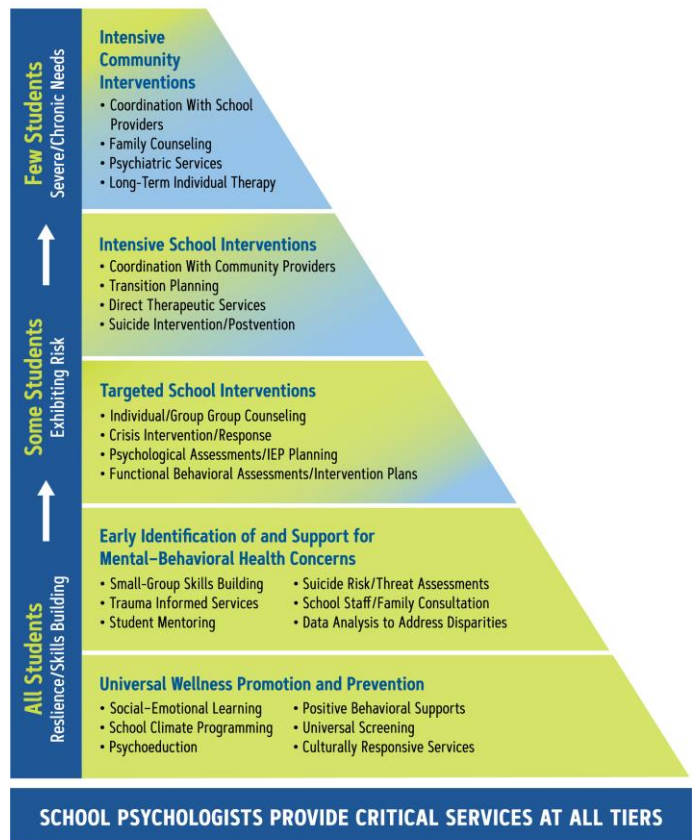 Few Students
Severe/Chronic Needs
Some Students
Exhibiting Risk
All Students
Reslience/Skills Building
Intensive
Community
Interventions
• Coordination With School
Providers
• Family Counseling
• Psychiatric Services
• Long-Term Individual Therapy
Intensive School Interventions
• Coordination With Community Providers
• Transition Planning
• Direct Therapeutic Services
• Suicide Intervention/Postvention
Targeted School Interventions
• Individual/Group Group Counseling
• Crisis Intervention/Response
• Psychological Assessments/IEP Planning
• Functional Behavioral Assessments/Intervention Plans
Early Identification of and Support for
Mental–Behavioral Health Concerns
• Small-Group Skills Building
• Trauma Informed Services
• Student Mentoring
• Suicide Risk/Threat Assessments
• School Staff/Family Consultation
• Data Analysis to Address Disparities
Universal Wellness Promotion and Prevention
• Social–Emotional Learning
• School Climate Programming
• Psychoeduction
• Positive Behavioral Supports
• Universal Screening
• Culturally Responsive Services
SCHOOL PSYCHOLOGISTS PROVIDE CRITICAL SERVICES AT ALL TIERS